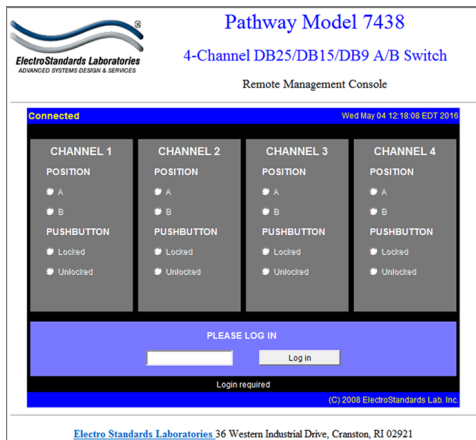 Pathway Model 7438
®
ElectroStandards Laboratories
ADVANCED SYSTEMS DESIGN & SERVICES
4-Channel DB25/DB15/DB9 A/B Switch
Remote Management Console
Connected Wed May 04 12:18:08 EDT 2016
CHANNEL 1 CHANNEL 2 CHANNEL 3 CHANNEL 4
POSITION POSITION POSITION POSITION
A A A A
B B B B
PUSHBUTTON PUSHBUTTON PUSHBUTTON PUSHBUTTON
Locked Locked Locked Locked
Unlocked Unlocked Unlocked Unlocked
PLEASE LOG IN
Log in
Login required
(C) 2008 ElectroStandards Lab. Inc.
Electro Standards Laboratories 36 Western Industrial Drive, Cranston, RI 02921